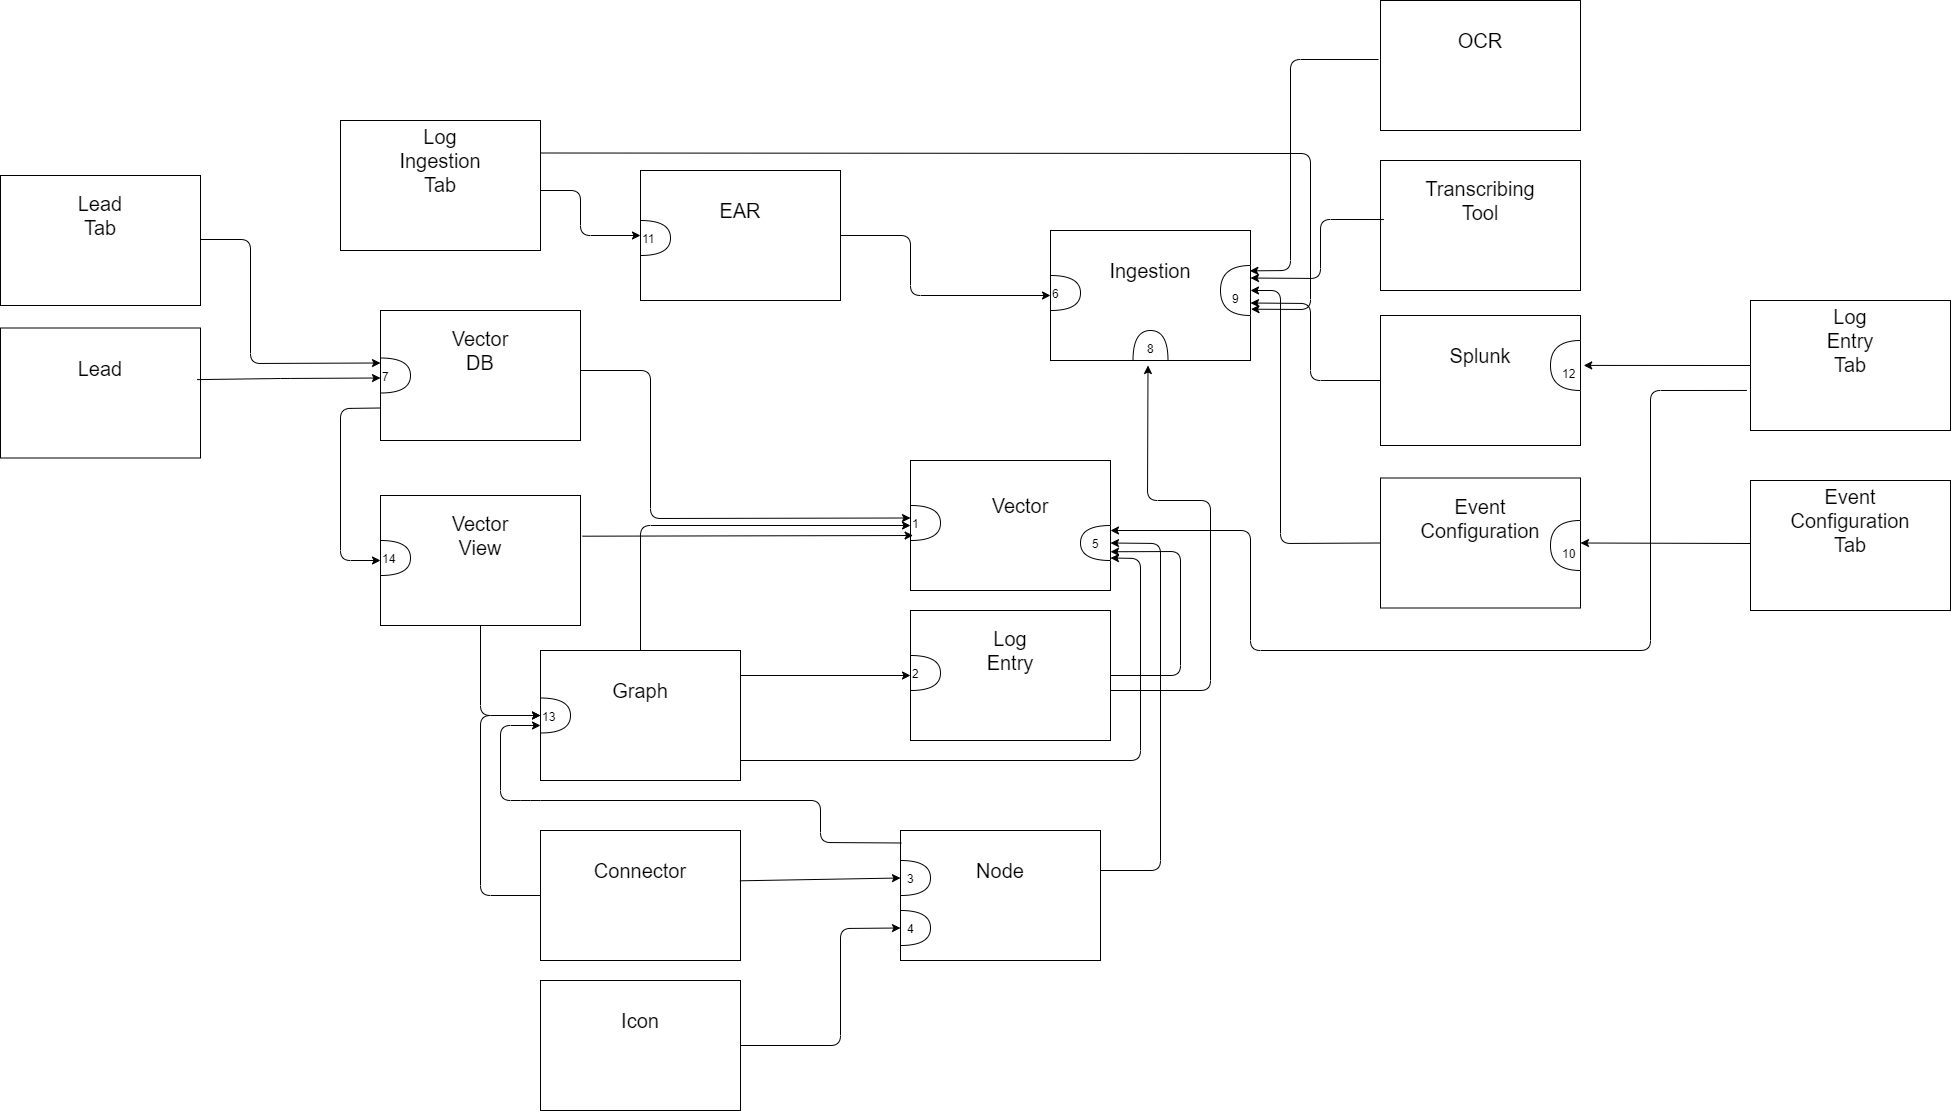 OCR
Log
Ingestion
Tab
Transcribing
Tool
Lead
Tab
EAR
11
Ingestion
6
9
8
Vector
DB
7
Lead
Splunk
12
Log
Entry
Tab
Vector
View
14
Vector
1
5
Event
Configuration
10
Event
Configuration
Tab
Log
Entry
2
Graph
13
Connector
Node
3
4
Icon